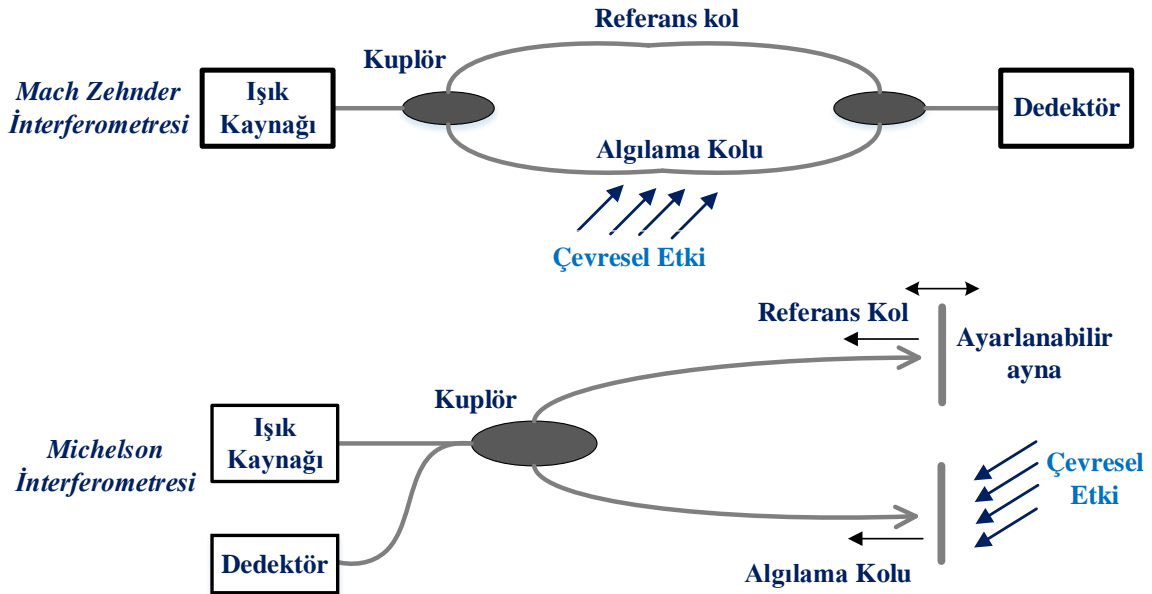 Referans kol
Kuplör
Mach Zehnder
İnterferometresi
Işık
Kaynağı
Dedektör
Algılama Kolu
Çevresel Etki
Referans Kol
Ayarlanabilir
ayna
Kuplör
Işık
Kaynağı
Michelson
İnterferometresi
Çevresel
Etki
Dedektör
Algılama Kolu